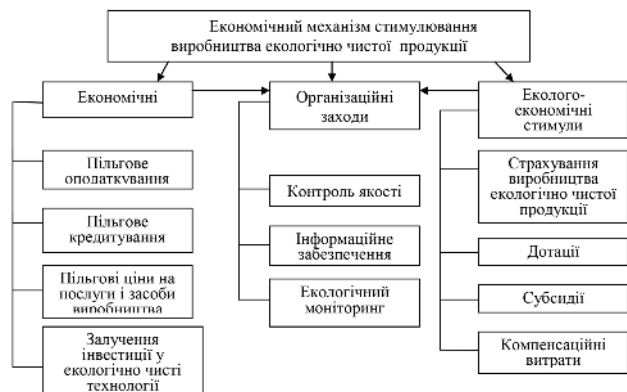 Економічний механізм стимулювання
виробництва екологічно чистої продукції
Економічні
Пільгове
оподаткування
Пільгове
кредитування
Пільгові ціни на
послуги і засоби
виробництва
Залучення
інвестиції у
екологічно чисті
технології
Організаційні
заходи
Контроль якості
Інформаційне
забезпечення
Екологічний
моніторинг
Еколого-
економічні
стимули
Страхування
виробництва
екологічно чистої
продукції
Дотації
Субсидії
Компенсаційні
витрати